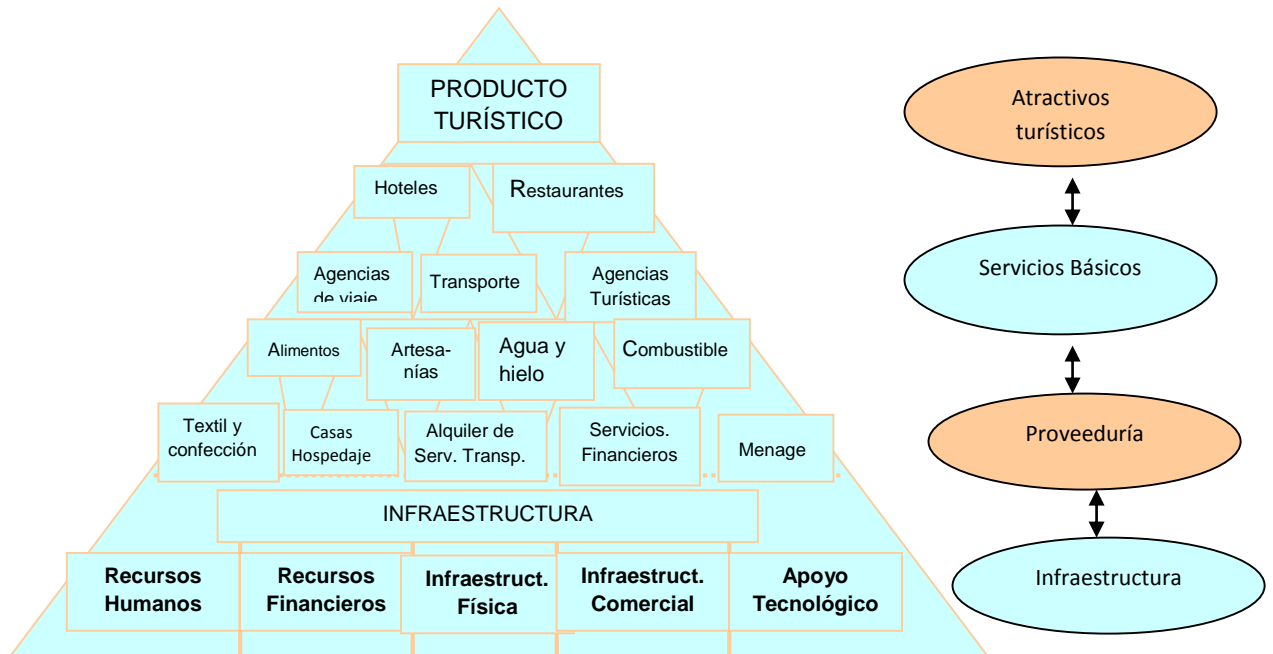 PRODUCTO
TURÍSTICO
Hoteles
Restaurantes
Agencias
de viaje
Transporte
Agencias
Turísticas
Alimentos
Artesa-
nías
Agua y
hielo
Combustible
Textil y
confección
Casas
Hospedaje
Alquiler de
Serv. Transp.
Servicios.
Financieros
Menage
INFRAESTRUCTURA
Recursos
Humanos
Recursos
Financieros
Infraestruct.
Física
Infraestruct.
Comercial
Apoyo
Tecnológico
Atractivos
turísticos
Servicios Básicos
Proveeduría
Infraestructura